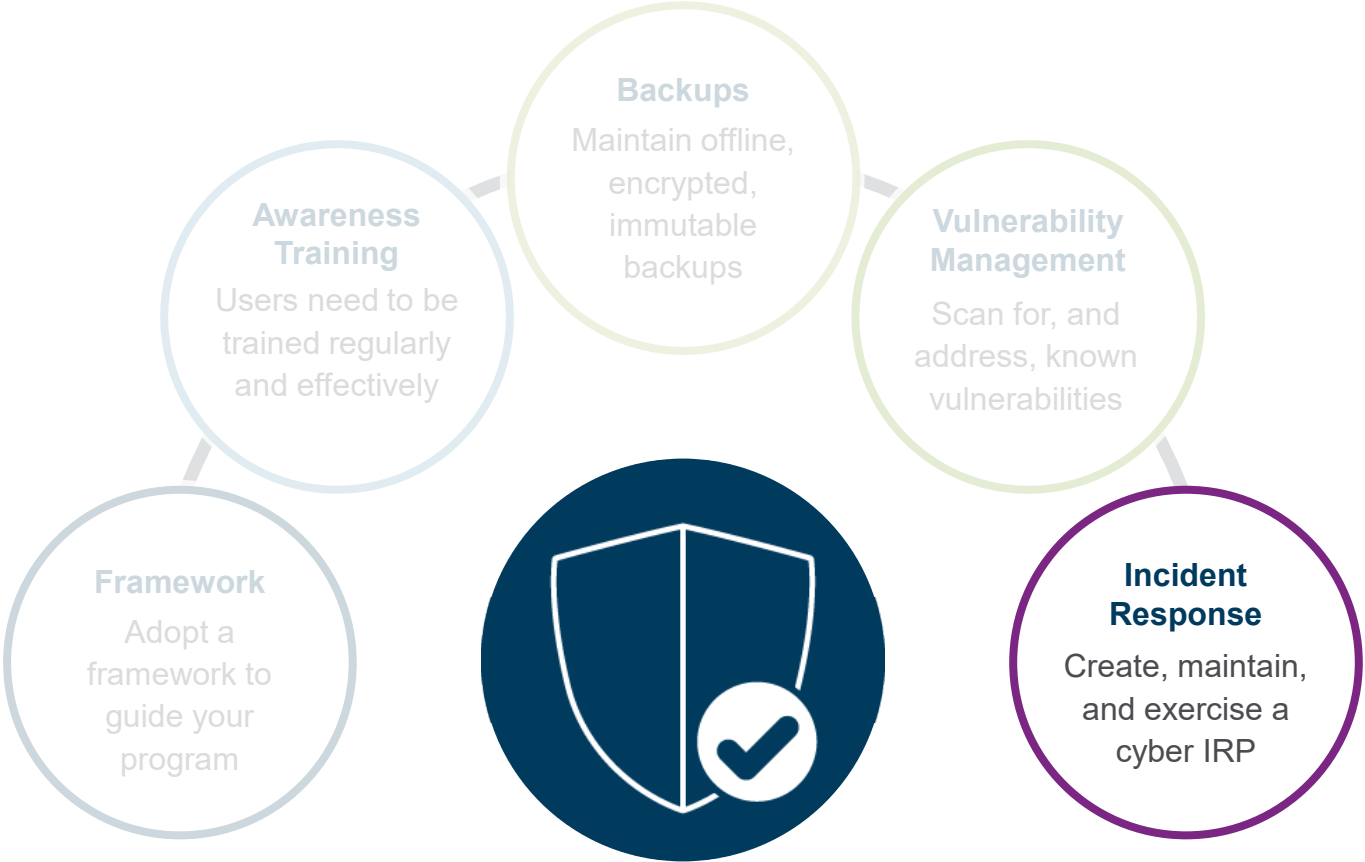 Backups
Maintain offline,
encrypted,
immutable
backups
Awareness
Training
Users need to be
trained regularly
and effectively
Vulnerability
Management
Scan for, and
address, known
vulnerabilities
Framework
Adopt a
framework to
guide your
program
Incident
Response
Create, maintain,
and exercise a
cyber IRP